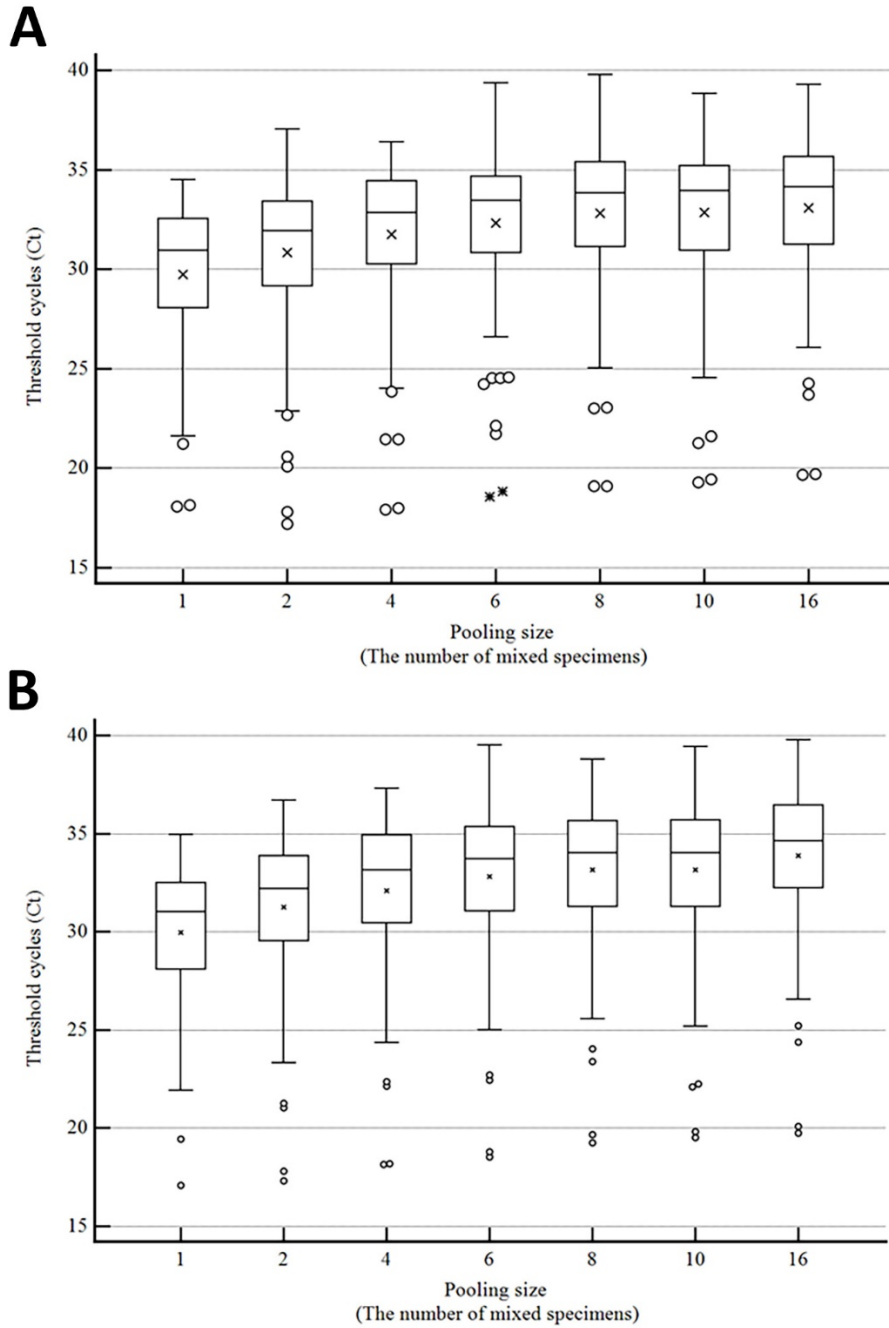 A
40
35
30
25
20
15
Threshold cycles (Ct)
1 2 4 6 8 10 16
Pooling size
(The number of mixed specimens)
B
40
35
30
25
20
15
Threshold cycles (Ct)
1 2 4 6 8 10 16
Pooling size
(The number of mixed specimens)